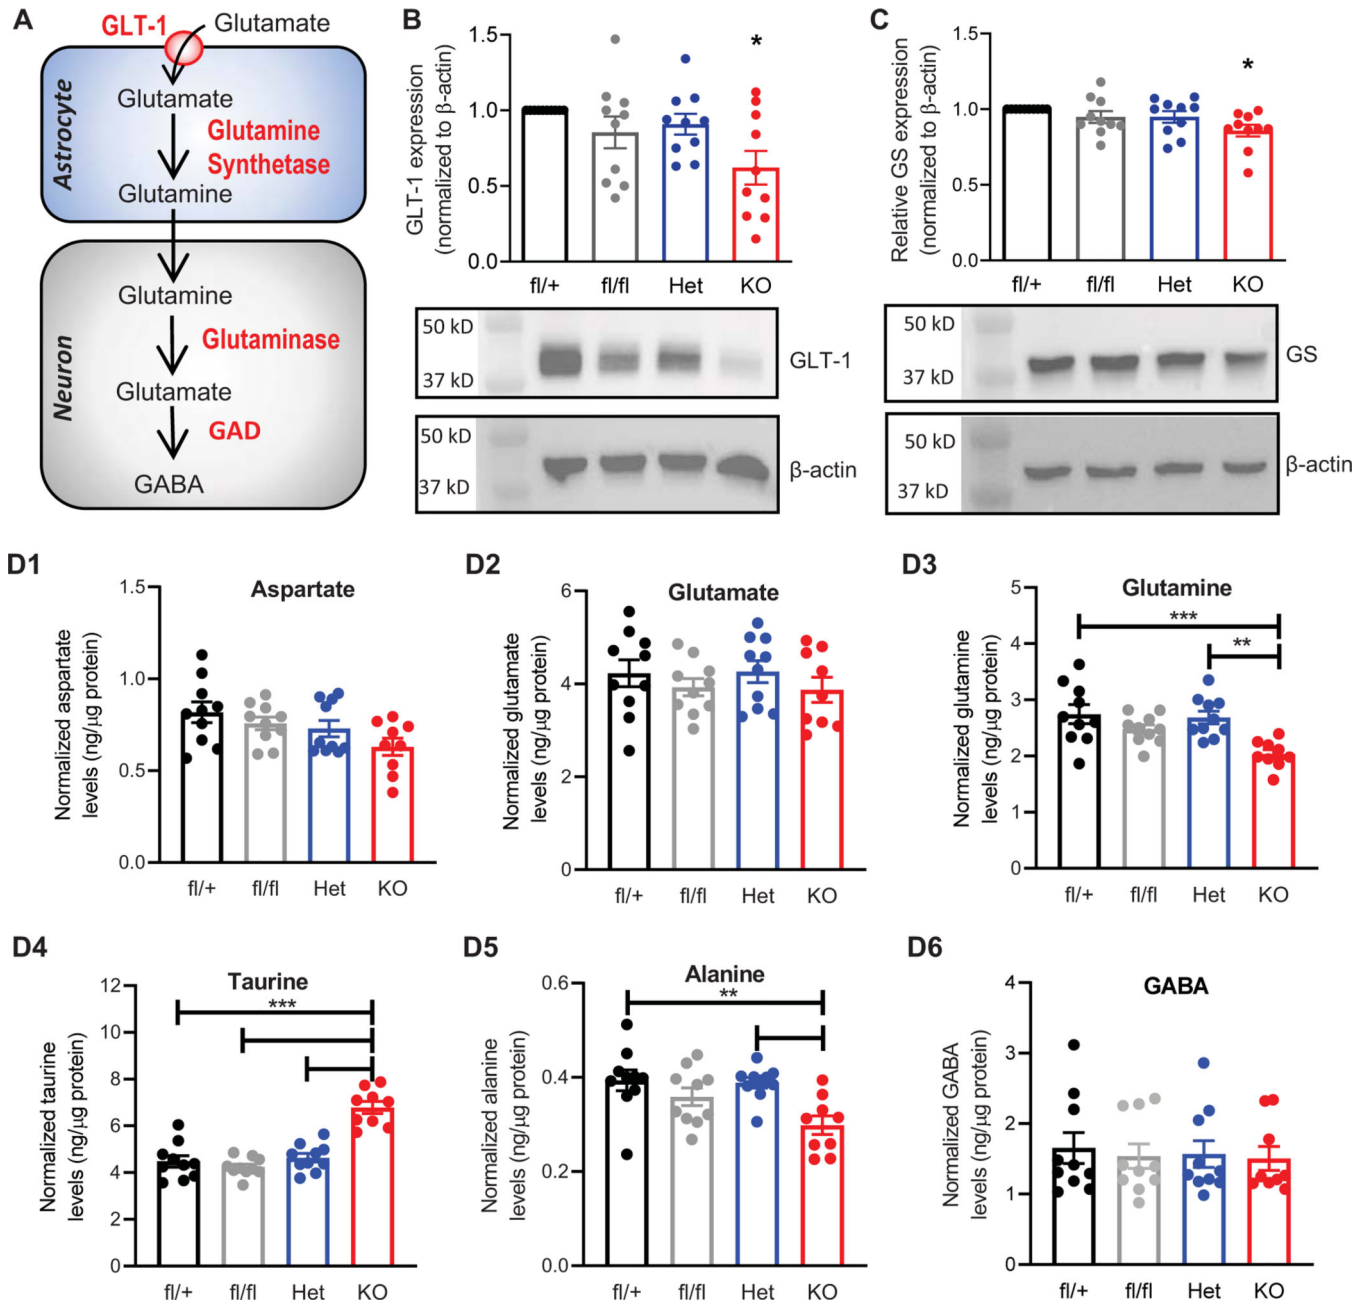 A
GLT-1
Glutamate
Astrocyte
Glutamate
Glutamine
Synthetase
Glutamine
Neuron
Glutamine
Glutaminase
Glutamate
GAD
GABA
B
GLT-1 expression
(normalized to β-actin)
1.5
1.0
0.5
0.0
*
fl/+ fl/fl Het KO
50 kD
37 kD
GLT-1
50 kD
37 kD
β-actin
C
Relative GS expression
(normalized to β-actin)
1.5
1.0
0.5
0.0
*
fl/+ fl/fl Het KO
50 kD
37 kD
GS
50 kD
37 kD
β-actin
D1
Aspartate
Normalized aspartate
levels (ng/µg protein)
1.5
1.0
0.5
0.0
fl/+ fl/fl Het KO
D2
Glutamate
Normalized glutamate
levels (ng/µg protein)
6
4
2
0
fl/+ fl/fl Het KO
D3
Glutamine
Normalized glutamine
levels (ng/µg protein)
5
4
3
2
1
0
***
**
fl/+ fl/fl Het KO
D4
Taurine
Normalized taurine
levels (ng/µg protein)
12
10
8
6
4
2
0
***
fl/+ fl/fl Het KO
D5
Alanine
Normalized alanine
levels (ng/µg protein)
0.6
0.4
0.2
0.0
**
fl/+ fl/fl Het KO
D6
GABA
Normalized GABA
levels (ng/µg protein)
4
3
2
1
0
fl/+ fl/fl Het KO